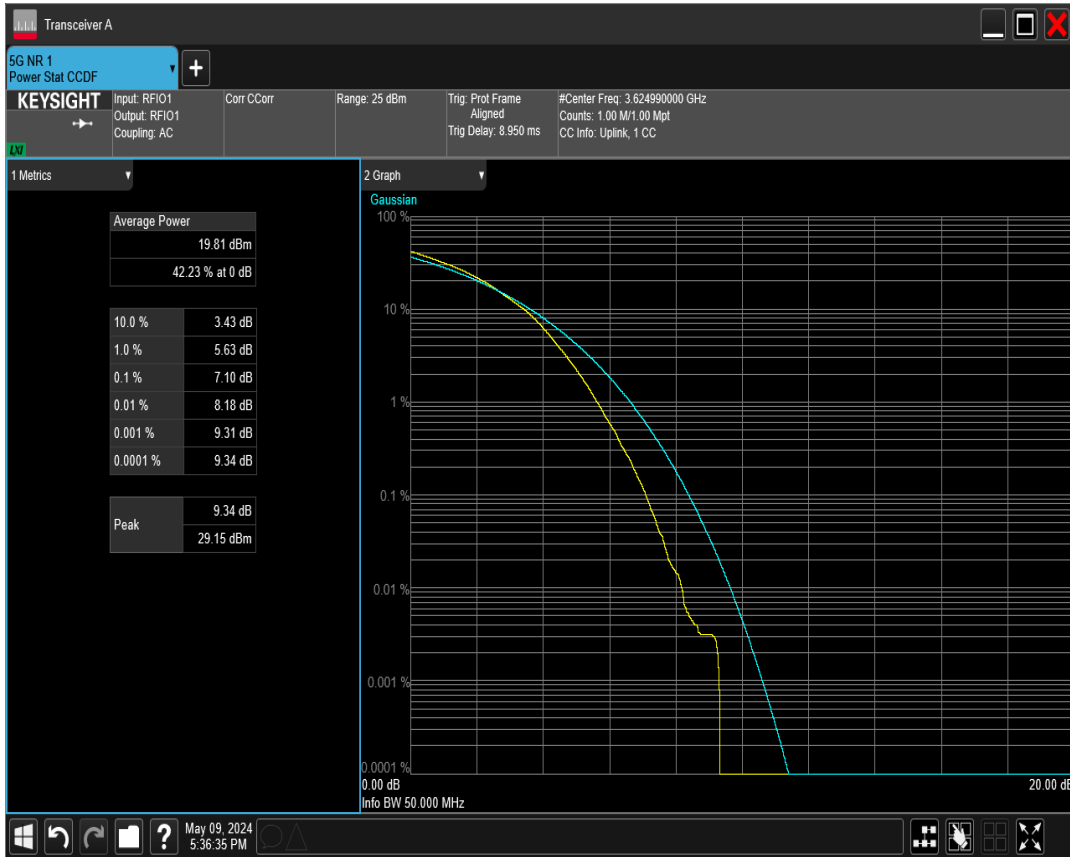 Transceiver A
5G NR 1
Power Stat CCDF
+
KEYSIGHT
LXI
Input: RFIO1
Output: RFIO1
Coupling: AC
Corr CCorr
Range: 25 dBm
Trig: Prot Frame
Aligned
Trig Delay: 8.950 ms
#Center Freq: 3.624990000 GHz
Counts: 1.00 M/1.00 Mpt
CC Info: Uplink, 1 CC
1 Metrics
Average Power
19.81 dBm
42.23 % at 0 dB
10.0 % 3.43 dB
1.0 % 5.63 dB
0.1 % 7.10 dB
0.01 % 8.18 dB
0.001 % 9.31 dB
0.0001 % 9.34 dB
Peak 9.34 dB
29.15 dBm
2 Graph
Gaussian
100 %
10 %
1 %
0.1 %
0.01 %
0.001 %
0.0001 %
0.00 dB 20.00 dB
Info BW 50.000 MHz
?
May 09, 2024
5:36:35 PM